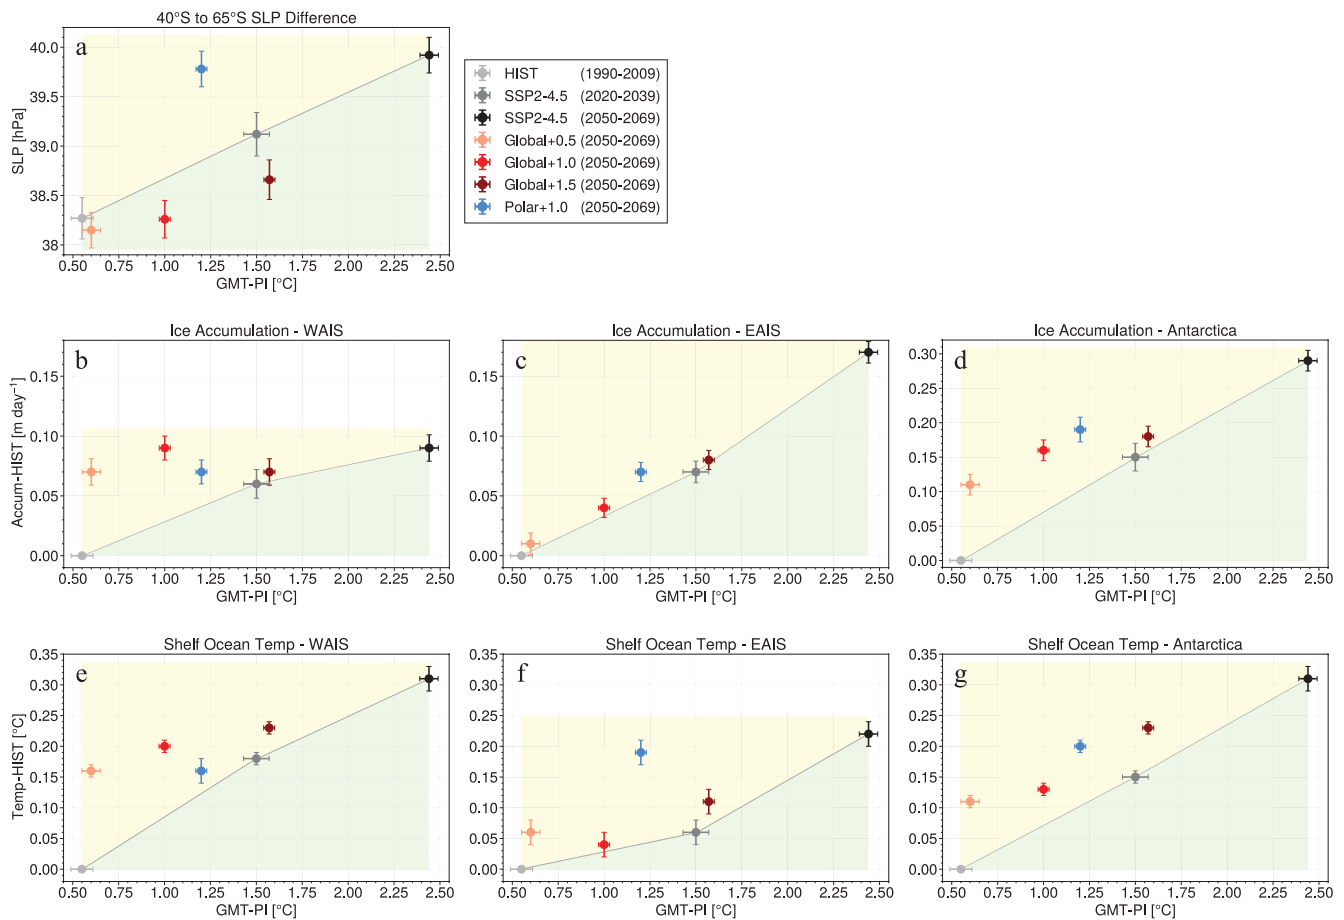 40°S to 65°S SLP Difference
a
SLP [hPa]
40.0
39.5
39.0
38.5
38
0.50 0.75 1.00 1.25 1.50 1.75 2.00 2.25 2.50
GMT-PI [°C]
HIST (1990-2009)
SSP2-4.5 (2020-2039)
SSP2-4.5 (2050-2069)
Global+0.5 (2050-2069)
Global+1.0 (2050-2069)
Global+1.5 (2050-2069)
Polar+1.0 (2050-2069)
Ice Accumulation - WAIS
b
Accum-HIST [m day⁻¹]
0.15
0.10
0.05
0.00
0.50 0.75 1.00 1.25 1.50 1.75 2.00 2.25 2.50
GMT-PI [°C]
Ice Accumulation - EAIS
c
0.15
0.10
0.05
0.00
0.50 0.75 1.00 1.25 1.50 1.75 2.00 2.25 2.50
GMT-PI [°C]
Ice Accumulation - Antarctica
d
0.30
0.25
0.20
0.15
0.10
0.05
0.00
0.50 0.75 1.00 1.25 1.50 1.75 2.00 2.25 2.50
GMT-PI [°C]
Shelf Ocean Temp - WAIS
e
Temp-HIST [°C]
0.35
0.30
0.25
0.20
0.15
0.10
0.05
0.00
0.50 0.75 1.00 1.25 1.50 1.75 2.00 2.25 2.50
GMT-PI [°C]
Shelf Ocean Temp - EAIS
f
0.35
0.30
0.25
0.20
0.15
0.10
0.05
0.00
0.50 0.75 1.00 1.25 1.50 1.75 2.00 2.25 2.50
GMT-PI [°C]
Shelf Ocean Temp - Antarctica
g
0.35
0.30
0.25
0.20
0.15
0.10
0.05
0.00
0.50 0.75 1.00 1.25 1.50 1.75 2.00 2.25 2.50
GMT-PI [°C]